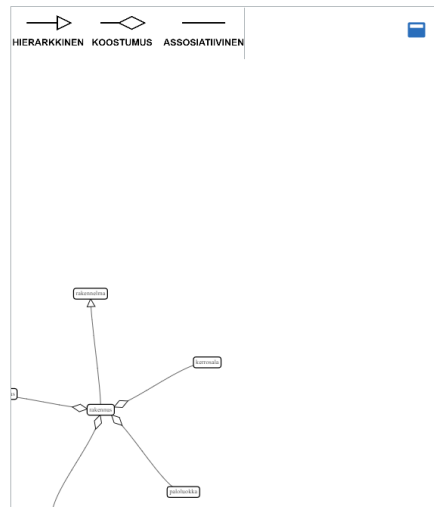 HIERARKKINEN KOOSTUMUS ASSOSIATIIVINEN
rakennelma
kerrosala
rakennus
paloluokka